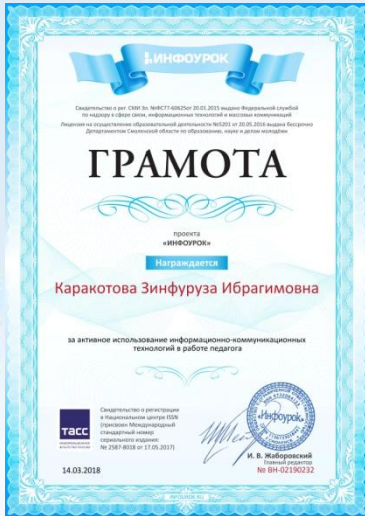 ИНФОУРОК
Свидетельство о рег. СМИ Эл. №ФС77-60625от 20.01.2015 выдано Федеральной службой
по надзору в сфере связи, информационных технологий и массовых коммуникаций
Лицензия на осуществление образовательной деятельности №5201 от 20.05.2016 выдана бессрочно
Департаментом Смоленской области по образованию, науке и делам молодёжи
ГРАМОТА
проекта
«ИНФОУРОК»
Награждается
Каракотова Зинфуруза Ибрагимовна
за активное использование информационно-коммуникационных
технологий в работе педагога
ТАСС
Свидетельство о регистрации
в Национальном центре ISSN
(присвоен Международный
стандартный номер
сериального издания:
№ 2587-8018 от 17.05.2017)
«Инфоурок»
И. В. Жаборовский
Главный редактор
14.03.2018
№ ВН-02190232
INFOUROK.RU